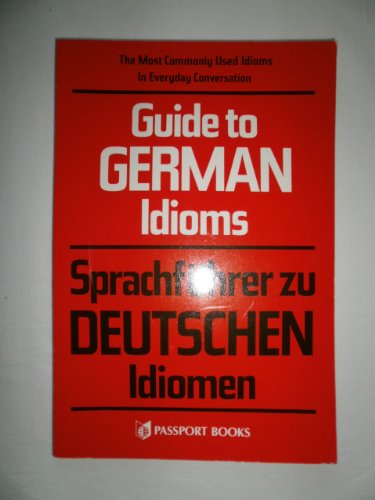 The Most Commonly Used Idioms
In Everyday Conversation
Guide to
GERMAN
Idioms
Sprachführer zu
DEUTSCHEN
Idiomen
PASSPORT BOOKS